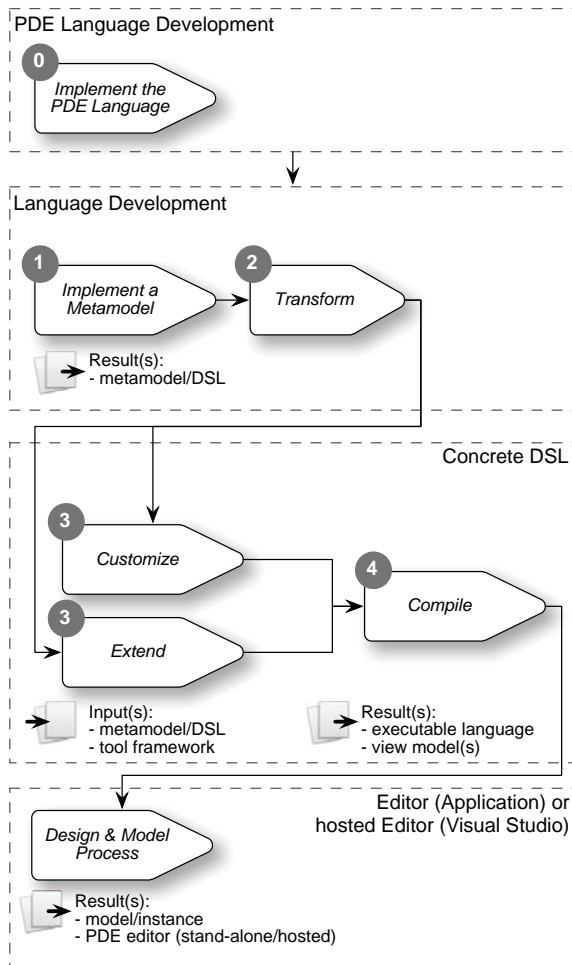 PDE Language Development
0
Implement the
PDE Language
Language Development
1
Implement a
Metamodel
2
Transform
Result(s):
- metamodel/DSL
Concrete DSL
3
Customize
4
Compile
3
Extend
Input(s):
- metamodel/DSL
- tool framework
Result(s):
- executable language
- view model(s)
Editor (Application) or
hosted Editor (Visual Studio)
Design & Model
Process
Result(s):
- model/instance
- PDE editor (stand-alone/hosted)